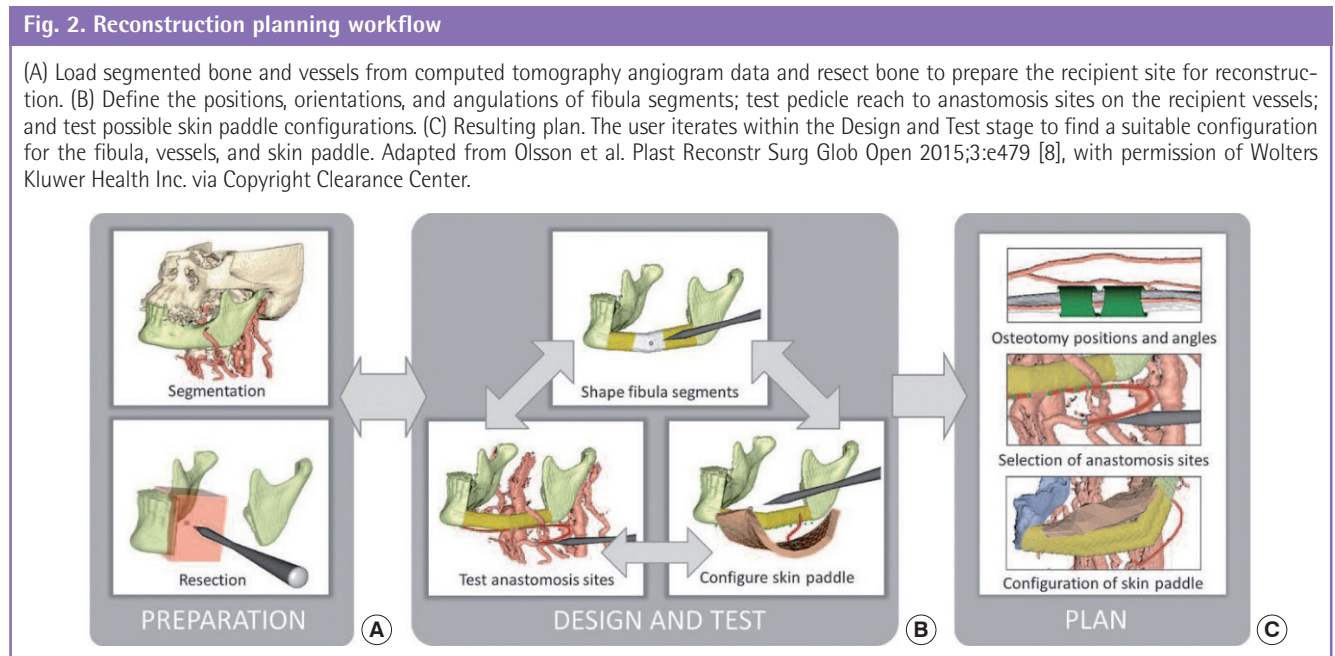 Fig. 2. Reconstruction planning workflow
(A) Load segmented bone and vessels from computed tomography angiogram data and resect bone to prepare the recipient site for reconstruc-
tion. (B) Define the positions, orientations, and angulations of fibula segments; test pedicle reach to anastomosis sites on the recipient vessels;
and test possible skin paddle configurations. (C) Resulting plan. The user iterates within the Design and Test stage to find a suitable configuration
for the fibula, vessels, and skin paddle. Adapted from Olsson et al. Plast Reconstr Surg Glob Open 2015;3:e479 [8], with permission of Wolters
Kluwer Health Inc. via Copyright Clearance Center.
Segmentation
Resection
PREPARATION
A
Shape fibula segments
Test anastomosis sites
Configure skin paddle
DESIGN AND TEST
B
Osteotomy positions and angles
Selection of anastomosis sites
Configuration of skin paddle
PLAN
C